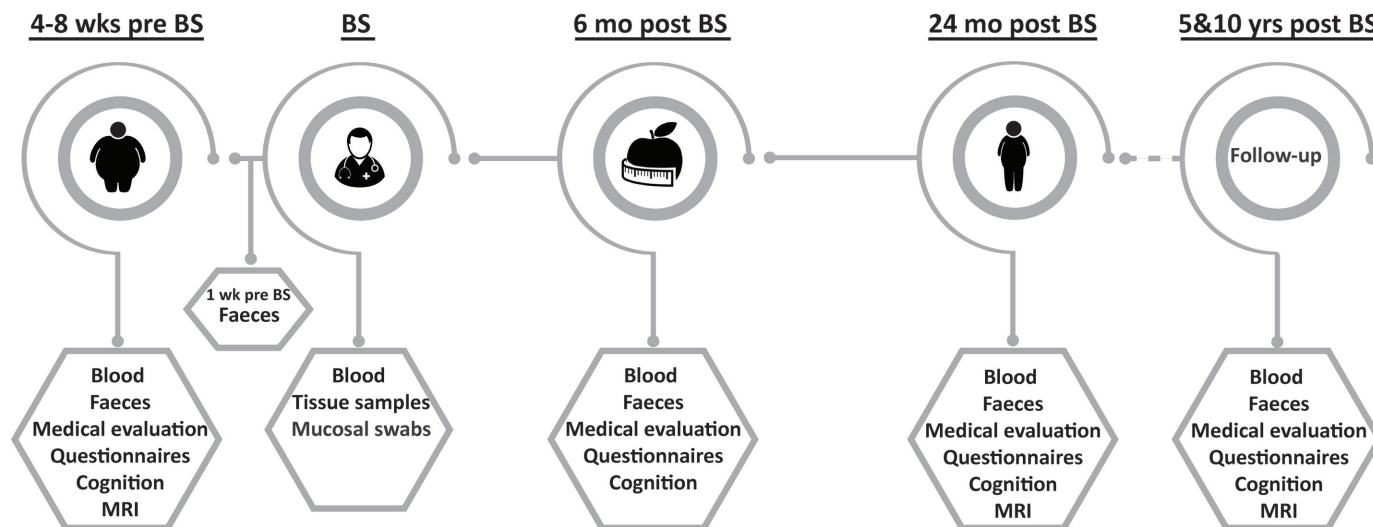 4-8 wks pre BS
BS
6 mo post BS
24 mo post BS
5&10 yrs post BS
Follow-up
1 wk pre BS
Faeces
Blood
Faeces
Medical evaluation
Questionnaires
Cognition
MRI
Blood
Tissue samples
Mucosal swabs
Blood
Faeces
Medical evaluation
Questionnaires
Cognition
Blood
Faeces
Medical evaluation
Questionnaires
Cognition
MRI
Blood
Faeces
Medical evaluation
Questionnaires
Cognition
MRI